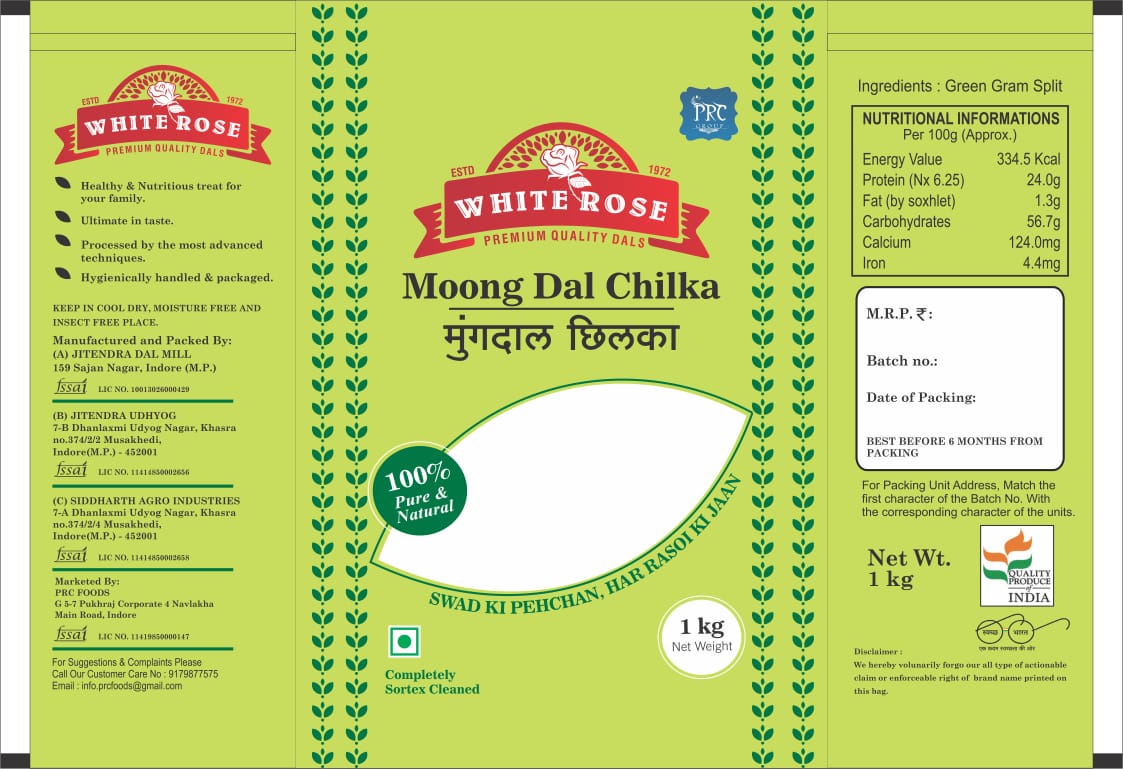 ESTD 1972
WHITE ROSE
PREMIUM QUALITY DALS
Healthy & Nutritious treat for
your family.
Ultimate in taste.
Processed by the most advanced
techniques.
Hygienically handled & packaged.
KEEP IN COOL DRY, MOISTURE FREE AND
INSECT FREE PLACE.
Manufactured and Packed By:
(A) JITENDRA DAL MILL
159 Sajan Nagar, Indore (M.P.)
fssai LIC NO. 10013026000429
(B) JITENDRA UDHYOG
7-B Dhanlaxmi Udyog Nagar, Khasra
no.374/2/2 Musakhedi,
Indore(M.P.) - 452001
fssai LIC NO. 11414850002656
(C) SIDDHARTH AGRO INDUSTRIES
7-A Dhanlaxmi Udyog Nagar, Khasra
no.374/2/4 Musakhedi,
Indore(M.P.) - 452001
fssai LIC NO. 11414850002658
Marketed By:
PRC FOODS
G 5-7 Pukhraj Corporate 4 Navlakha
Main Road, Indore
fssai LIC NO. 11419850000147
For Suggestions & Complaints Please
Call Our Customer Care No : 9179877575
Email : info.prcfoods@gmail.com
PRC
GROUP
ESTD 1972
WHITE ROSE
PREMIUM QUALITY DALS
Moong Dal Chilka
मुंगदाल छिलका
100%
Pure &
Natural
SWAD KI PEHCHAN, HAR RASOI KI JAAN
1 kg
Net Weight
Completely
Sortex Cleaned
Ingredients : Green Gram Split
NUTRITIONAL INFORMATIONS
Per 100g (Approx.)
Energy Value 334.5 Kcal
Protein (Nx 6.25) 24.0g
Fat (by soxhlet) 1.3g
Carbohydrates 56.7g
Calcium 124.0mg
Iron 4.4mg
M.R.P. ₹ :
Batch no.:
Date of Packing:
BEST BEFORE 6 MONTHS FROM
PACKING
For Packing Unit Address, Match the
first character of the Batch No. With
the corresponding character of the units.
Net Wt.
1 kg
QUALITY
PRODUCE
of
INDIA
स्वच्छ भारत
एक कदम स्वच्छता की ओर
Disclaimer :
We hereby volunarily forgo our all type of actionable
claim or enforceable right of brand name printed on
this bag.